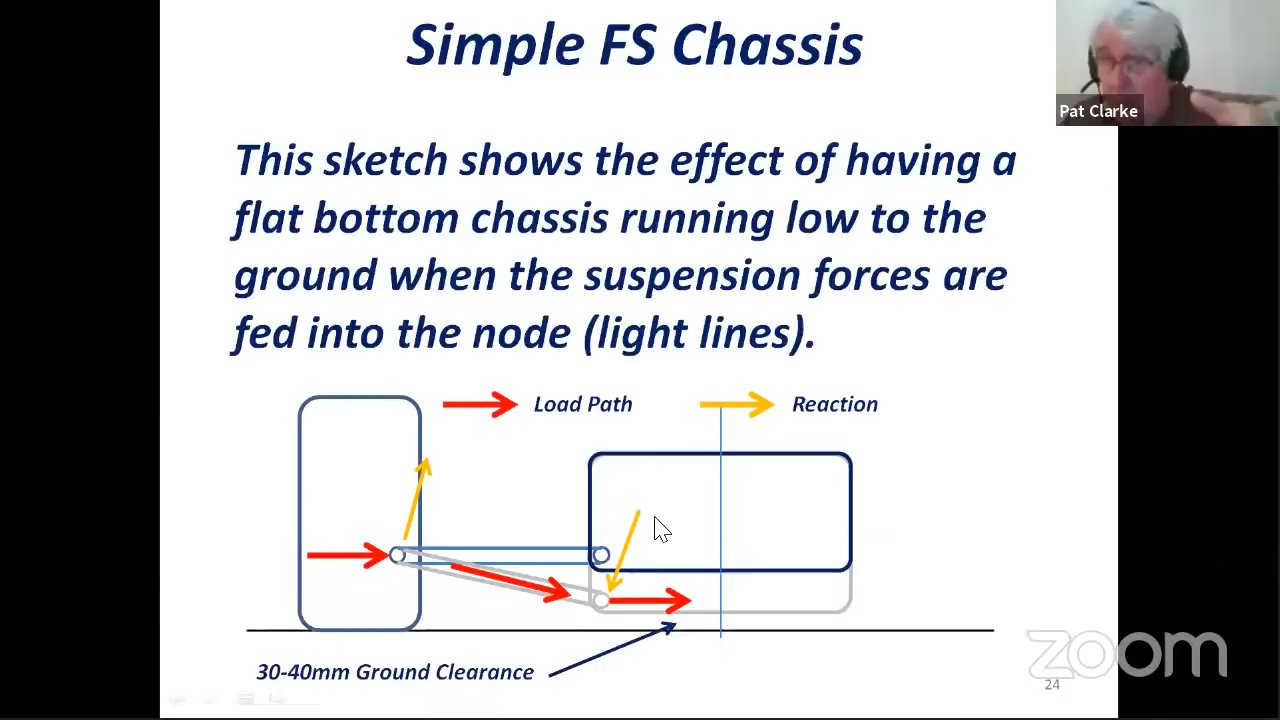 Simple FS Chassis
Pat Clarke
This sketch shows the effect of having a
flat bottom chassis running low to the
ground when the suspension forces are
fed into the node (light lines).
Load Path
Reaction
30-40mm Ground Clearance
zoom
24